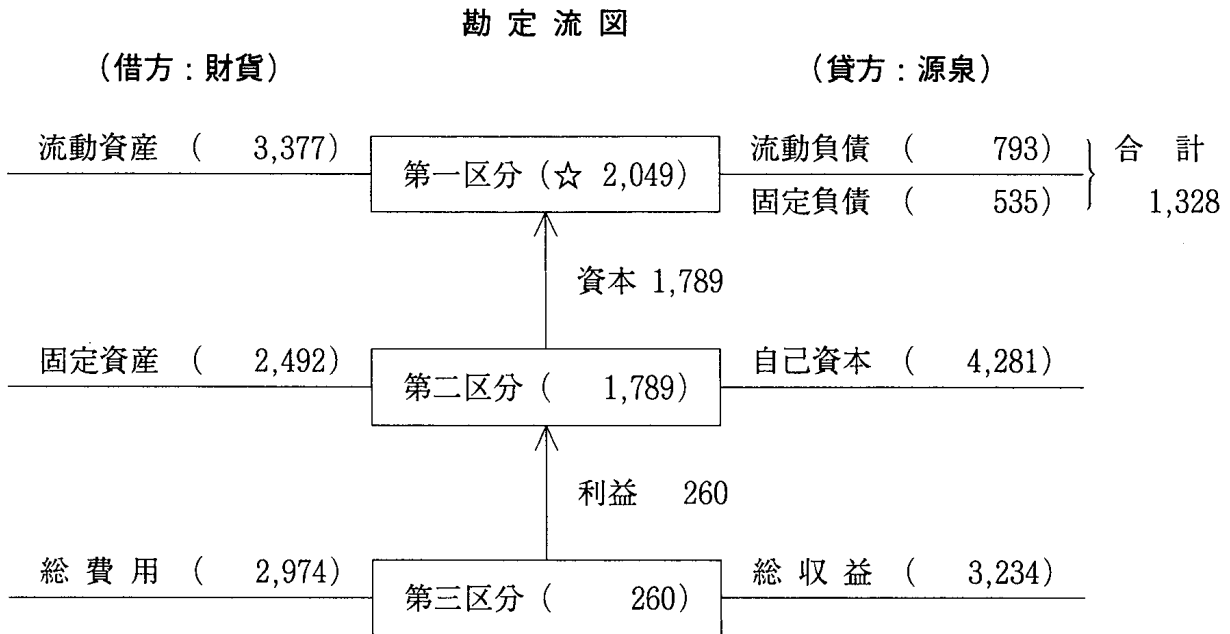 勘定流図
(借方：財貨) (貸方：源泉)
流動資産 ( 3,377) 第一区分 (☆ 2,049) 流動負債 ( 793) 合計
固定負債 ( 535) 1,328
資本 1,789
固定資産 ( 2,492) 第二区分 ( 1,789) 自己資本 ( 4,281)
利益 260
総費用 ( 2,974) 第三区分 ( 260) 総収益 ( 3,234)